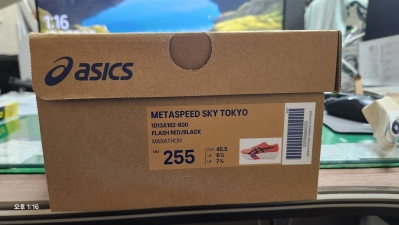 1:16
asics
METASPEED SKY TOKYO
1013A162-600
FLASH RED/BLACK
MARATHON
255
40.5
6½
7½
오후 1:16